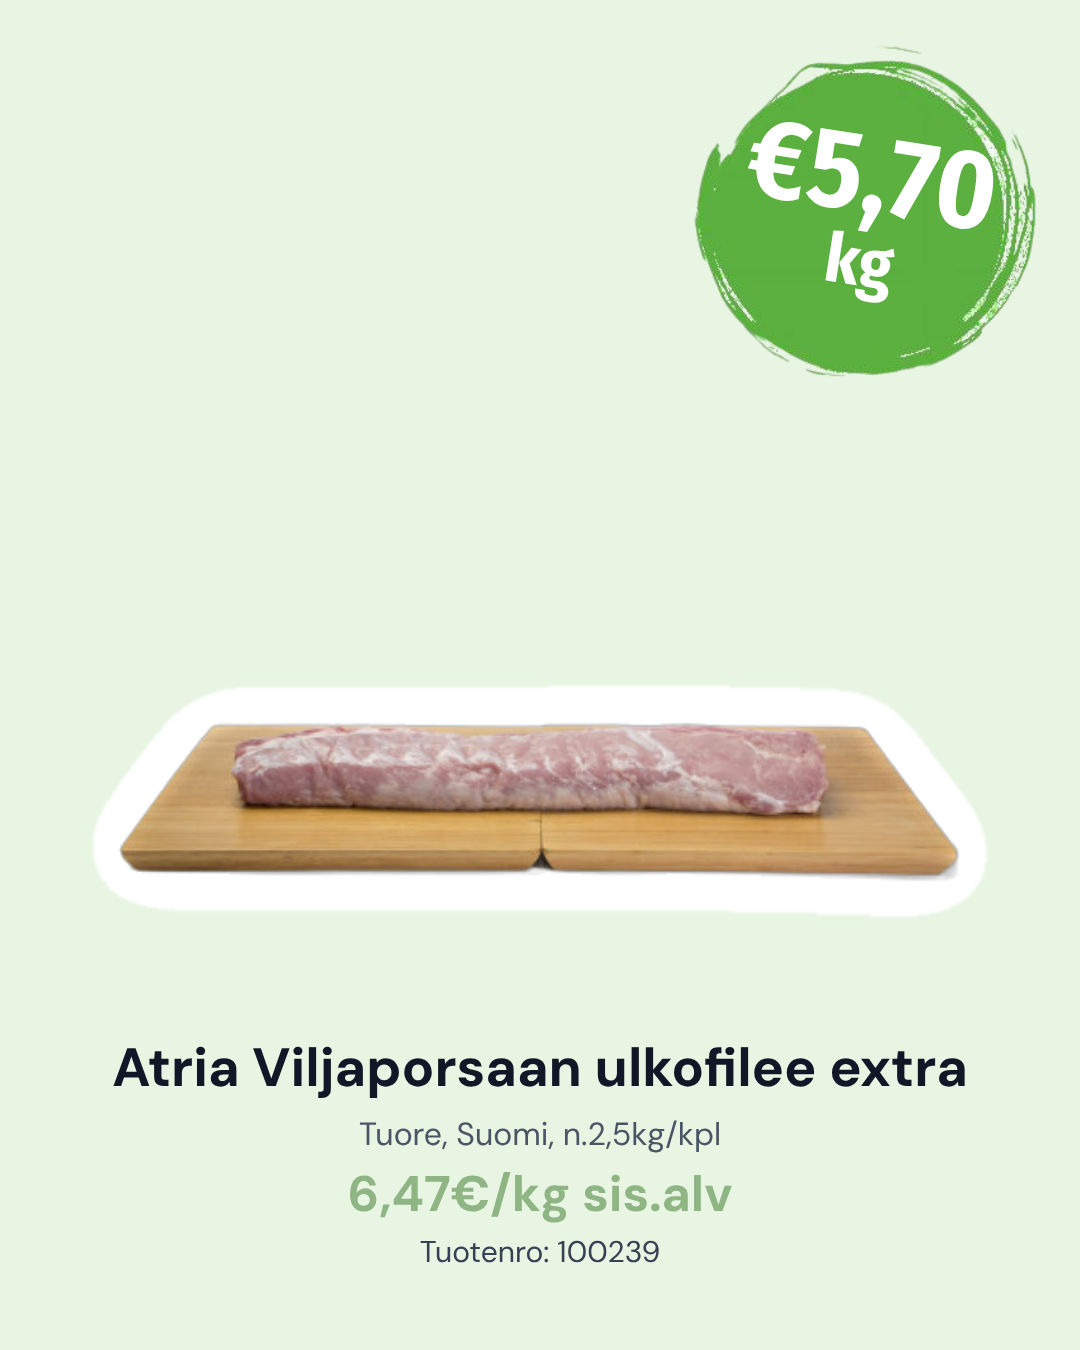 €5,70
kg
Atria Viljaporsaan ulkofilee extra
Tuore, Suomi, n.2,5kg/kpl
6,47€/kg sis.alv
Tuotenro: 100239